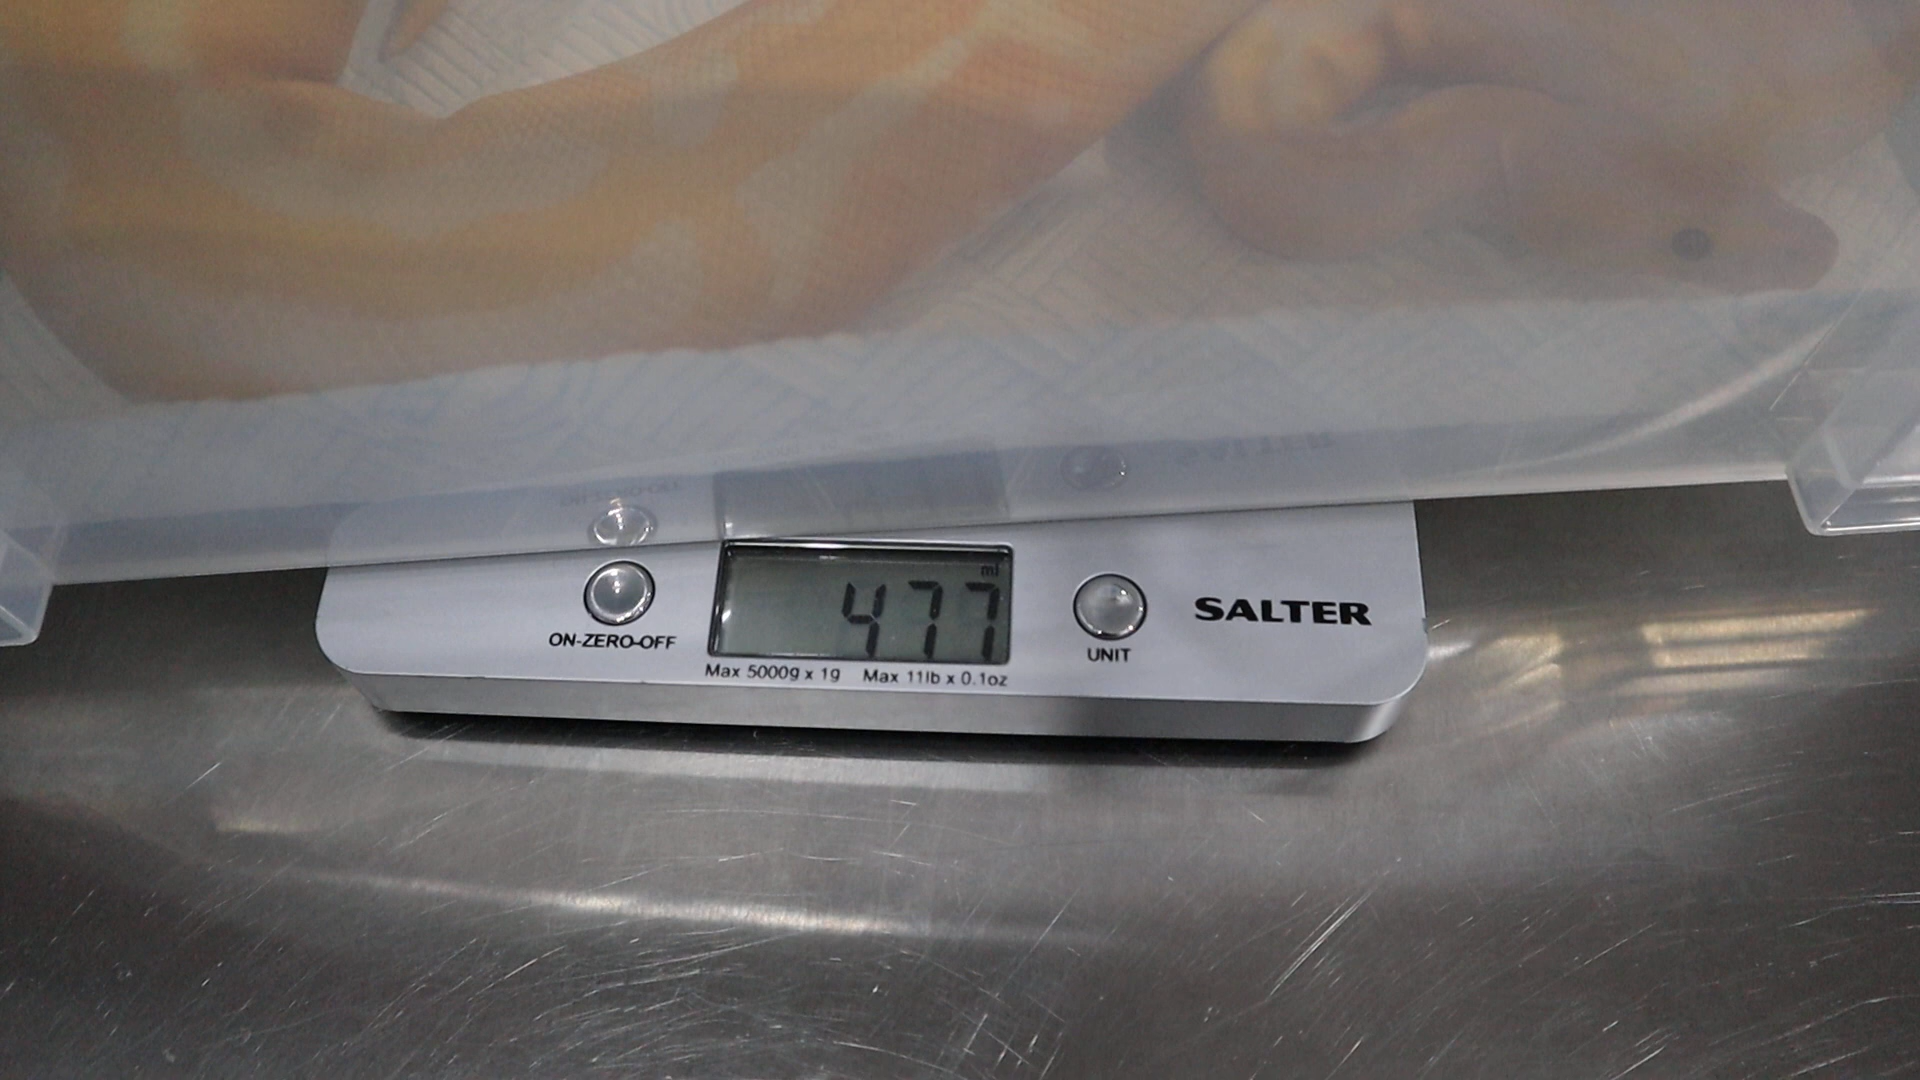 ml
477
ON-ZERO-OFF
UNIT
SALTER
Max 5000g x 1g Max 11lb x 0.1oz